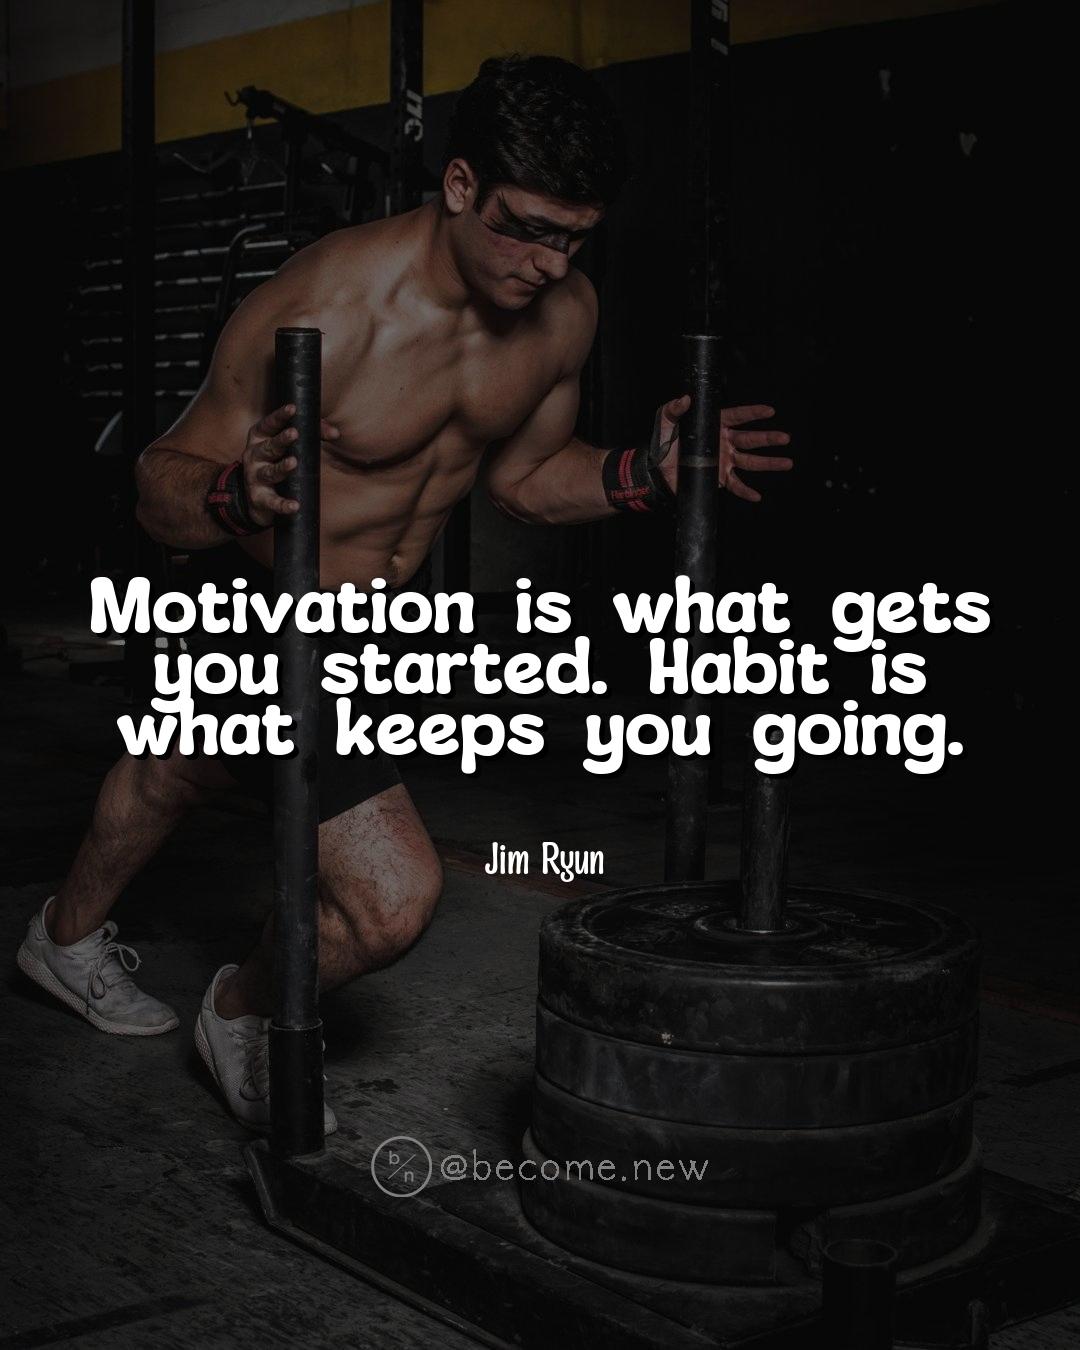 Motivation is what gets
you started. Habit is
what keeps you going.
Jim Ryun
b/n @become.new